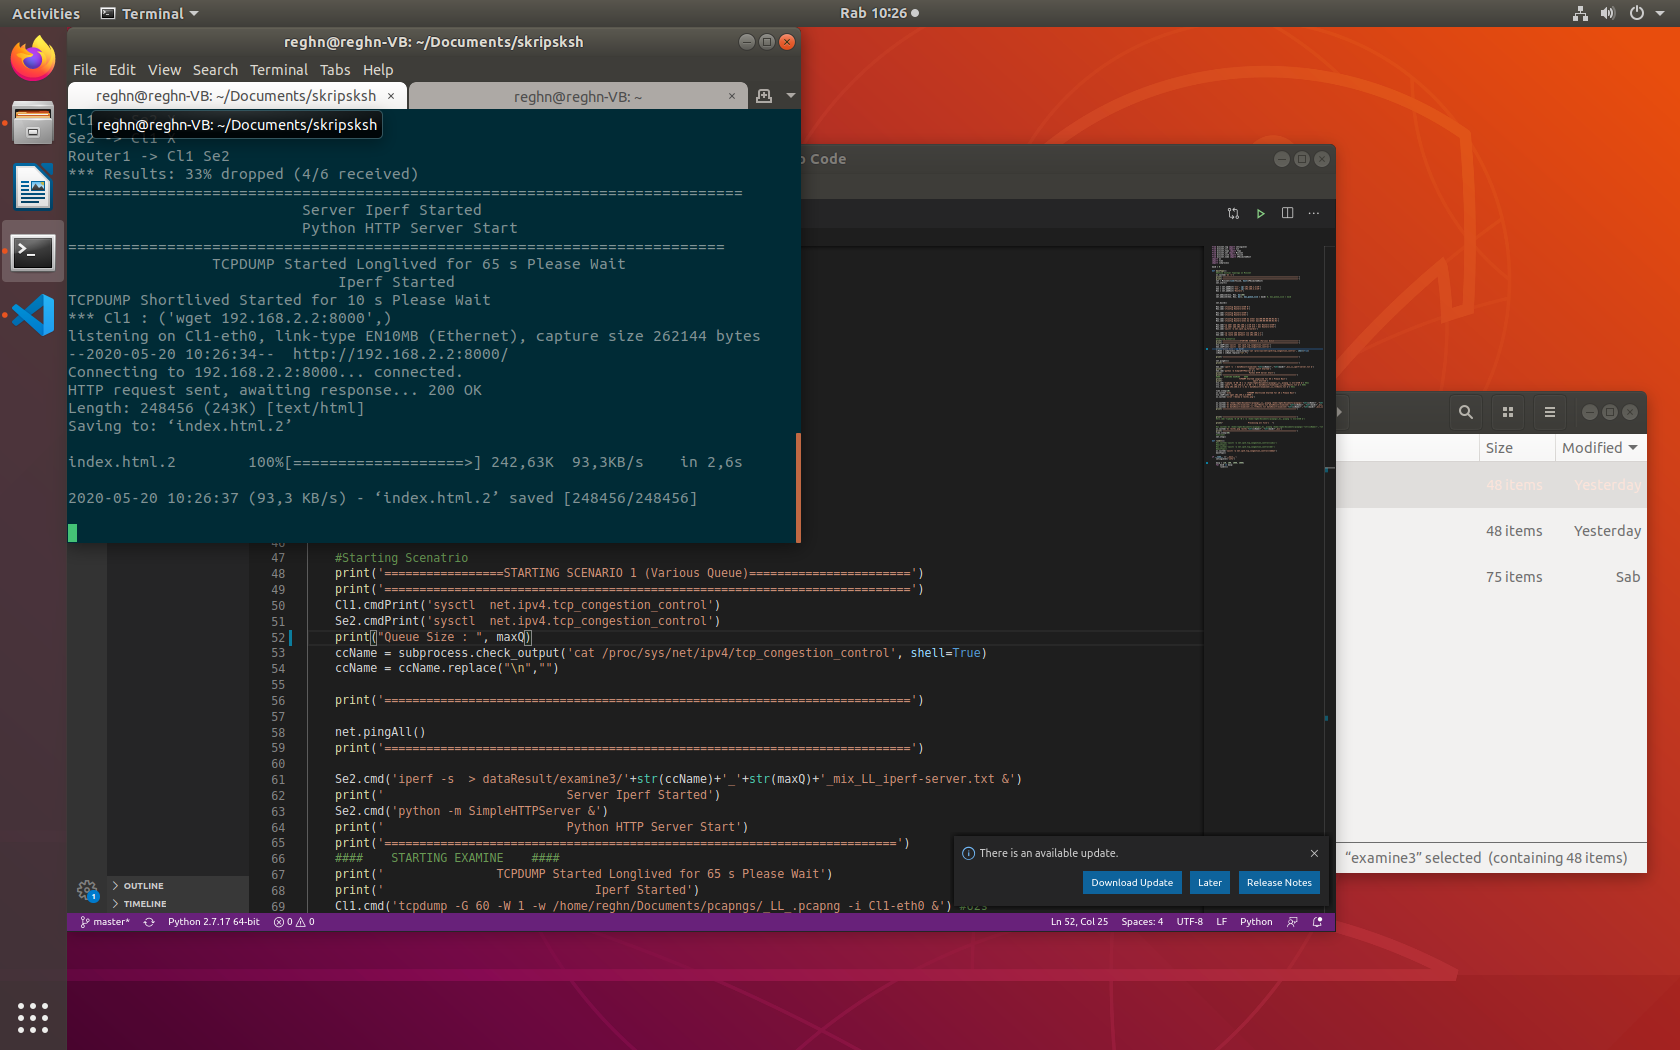 Activities
Terminal
Rab 10:26
reghn@reghn-VB: ~/Documents/skripsksh
File Edit View Search Terminal Tabs Help
reghn@reghn-VB: ~/Documents/skripsksh ×
reghn@reghn-VB: ~ ×
Cl1
reghn@reghn-VB: ~/Documents/skripsksh
Se2 -> Cl1 X
Router1 -> Cl1 Se2
*** Results: 33% dropped (4/6 received)
===========================================================================
Server Iperf Started
Python HTTP Server Start
=========================================================================
TCPDUMP Started Longlived for 65 s Please Wait
Iperf Started
TCPDUMP Shortlived Started for 10 s Please Wait
*** Cl1 : ('wget 192.168.2.2:8000',)
listening on Cl1-eth0, link-type EN10MB (Ethernet), capture size 262144 bytes
--2020-05-20 10:26:34--  http://192.168.2.2:8000/
Connecting to 192.168.2.2:8000... connected.
HTTP request sent, awaiting response... 200 OK
Length: 248456 (243K) [text/html]
Saving to: ‘index.html.2’
index.html.2        100%[===================>] 242,63K  93,3KB/s    in 2,6s
2020-05-20 10:26:37 (93,3 KB/s) - ‘index.html.2’ saved [248456/248456]
Code
46
47 #Starting Scenatrio
48 print('=================STARTING SCENARIO 1 (Various Queue)=======================')
49 print('===========================================================================')
50 Cl1.cmdPrint('sysctl  net.ipv4.tcp_congestion_control')
51 Se2.cmdPrint('sysctl  net.ipv4.tcp_congestion_control')
52 print("Queue Size : ", maxQ)
53 ccName = subprocess.check_output('cat /proc/sys/net/ipv4/tcp_congestion_control', shell=True)
54 ccName = ccName.replace("\n","")
55
56 print('===========================================================================')
57
58 net.pingAll()
59 print('===========================================================================')
60
61 Se2.cmd('iperf -s  > dataResult/examine3/'+str(ccName)+'_'+str(maxQ)+'_mix_LL_iperf-server.txt &')
62 print('                          Server Iperf Started')
63 Se2.cmd('python -m SimpleHTTPServer &')
64 print('                          Python HTTP Server Start')
65 print('=========================================================================')
66 ####    STARTING EXAMINE    ####
67 print('                TCPDUMP Started Longlived for 65 s Please Wait')
68 print('                              Iperf Started')
69 Cl1.cmd('tcpdump -G 60 -W 1 -w /home/reghn/Documents/pcapngs/_LL_.pcapng -i Cl1-eth0 &')
OUTLINE
TIMELINE
1
There is an available update.
Download Update
Later
Release Notes
master*
Python 2.7.17 64-bit
0 0
Ln 52, Col 25
Spaces: 4
UTF-8
LF
Python
Size Modified
48 items Yesterday
48 items Yesterday
75 items Sab
“examine3” selected (containing 48 items)